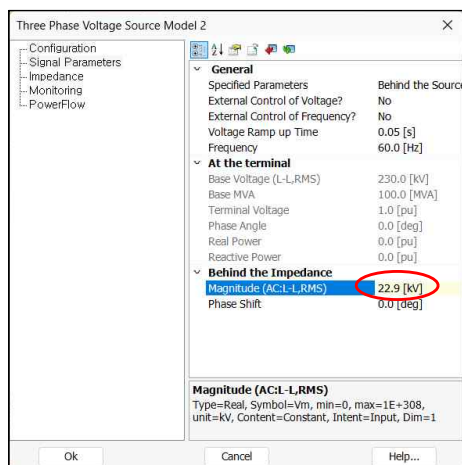 Three Phase Voltage Source Model 2
Configuration
Signal Parameters
Impedance
Monitoring
PowerFlow
General
Specified Parameters Behind the Source
External Control of Voltage? No
External Control of Frequency? No
Voltage Ramp up Time 0.05 [s]
Frequency 60.0 [Hz]
At the terminal
Base Voltage (L-L,RMS) 230.0 [kV]
Base MVA 100.0 [MVA]
Terminal Voltage 1.0 [pu]
Phase Angle 0.0 [deg]
Real Power 0.0 [pu]
Reactive Power 0.0 [pu]
Behind the Impedance
Magnitude (AC:L-L,RMS) 22.9 [kV]
Phase Shift 0.0 [deg]
Magnitude (AC:L-L,RMS)
Type=Real, Symbol=Vm, min=0, max=1E+308,
unit=kV, Content=Constant, Intent=Input, Dim=1
Ok Cancel Help...